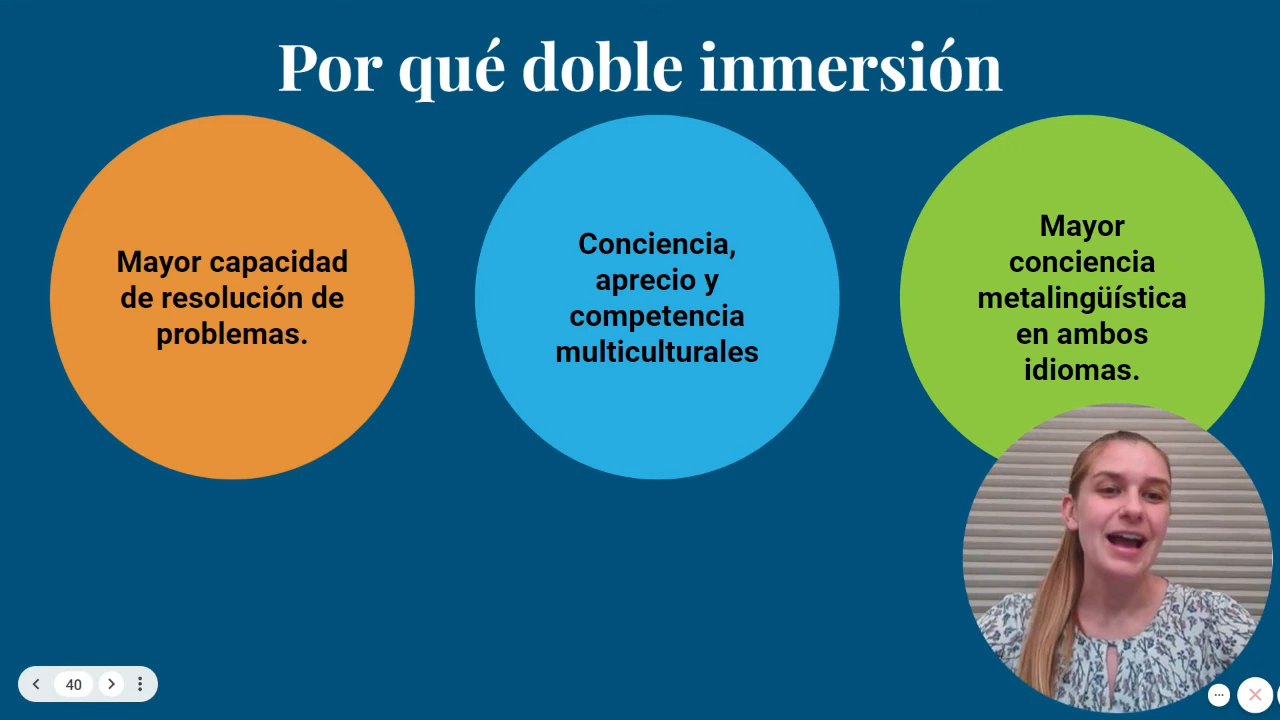 Por qué doble inmersión
Mayor capacidad
de resolución de
problemas.
Conciencia,
aprecio y
competencia
multiculturales
Mayor
conciencia
metalingüística
en ambos
idiomas.
40